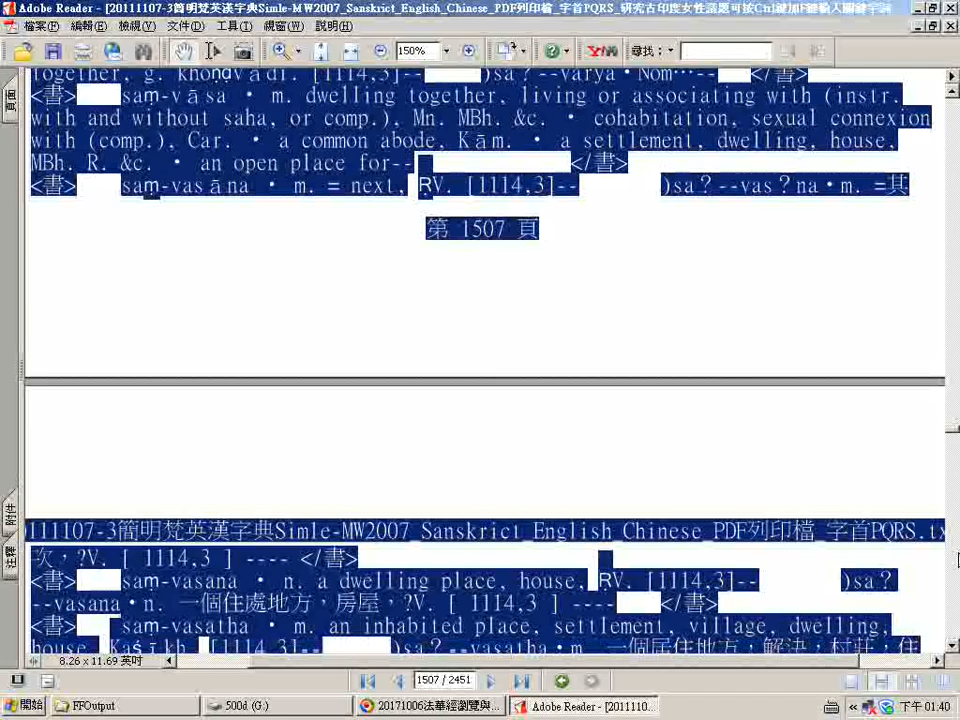 Adobe Reader - [20111107-3簡明梵英漢字典Simle-MW2007_Sanskrict_English_Chinese_PDF列印檔_字首PQRS_研究古印度女性議題可按Ctrl鍵加F鍵輸入關鍵字詞
檔案(F) 編輯(E) 檢視(V) 文件(D) 工具(T) 視窗(W) 說明(H)
150% 尋找:
together, g. khaṇḍvādi. [1114,3]-- )sa？--varya‧Nom…-- </書>
<書> saṃ-vāsa ‧ m. dwelling together, living or associating with (instr.
with and without saha, or comp.), Mn. MBh. &c. ‧ cohabitation, sexual connexion
with (comp.), Car. ‧ a common abode, Kām. ‧ a settlement, dwelling, house,
MBh. R. &c. ‧ an open place for-- </書>
<書> saṃ-vasāna ‧ m. = next, ṚV. [1114,3]-- )sa？--vas？na‧m. =其
第 1507 頁
111107-3簡明梵英漢字典Simle-MW2007_Sanskrict_English_Chinese_PDF列印檔_字首PQRS.tx
次，?V. [ 1114,3 ] ---- </書>
<書> saṃ-vasana ‧ n. a dwelling place, house, ṚV. [1114,3]-- )sa？
--vasana‧n. 一個住處地方，房屋，?V. [ 1114,3 ] ---- </書>
<書> saṃ-vasatha ‧ m. an inhabited place, settlement, village, dwelling,
house, Kaśīkh. [1114,3]-- )sa？--vasatha‧m. 一個居住地方，解決，村莊，住
頁面
附件
注釋
8.26 x 11.69 英吋
1507 / 2451
開始 FFOutput 500d (G:) 20171006法華經瀏覽與... Adobe Reader - [201110... 下午 01:40